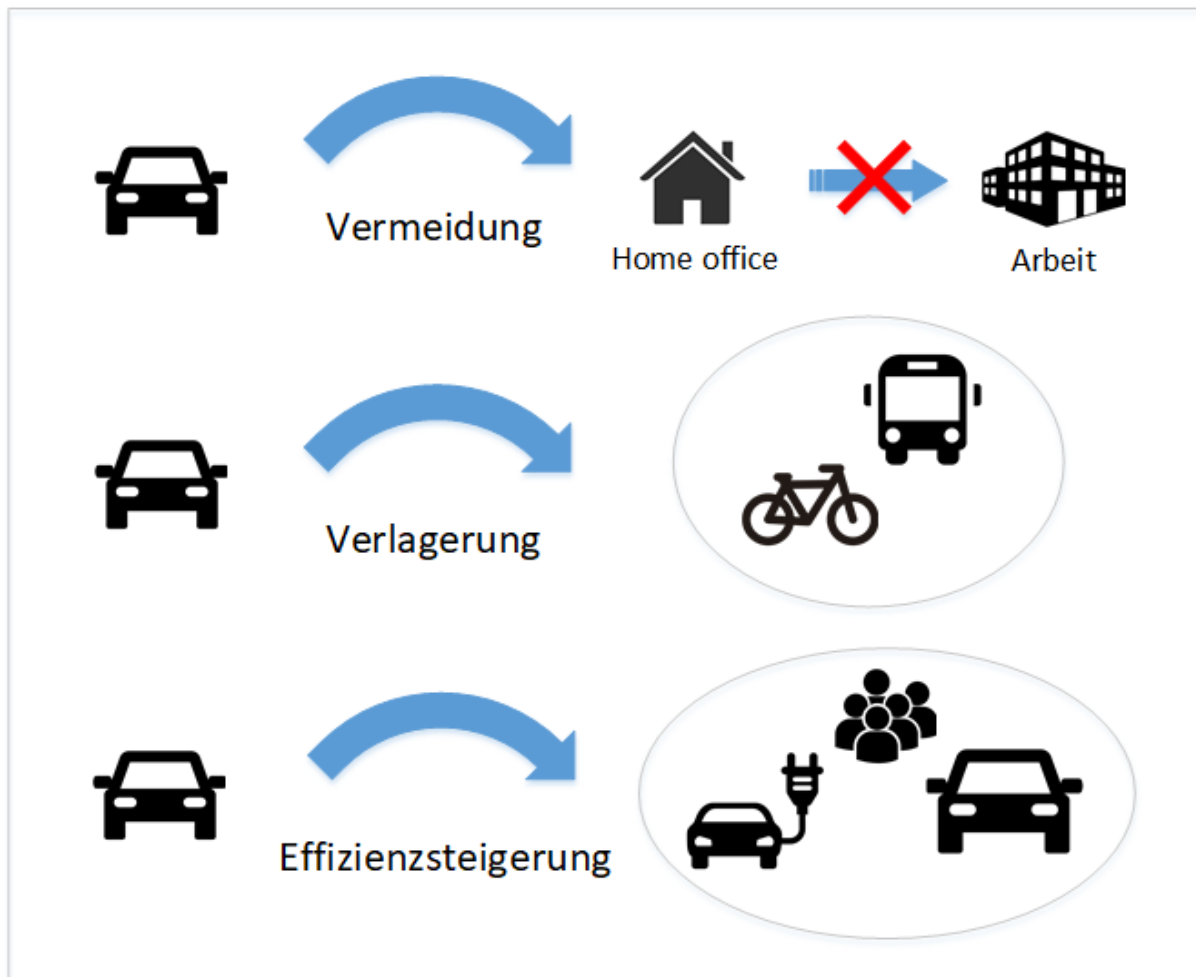 Vermeidung
Home office
Arbeit
Verlagerung
Effizienzsteigerung